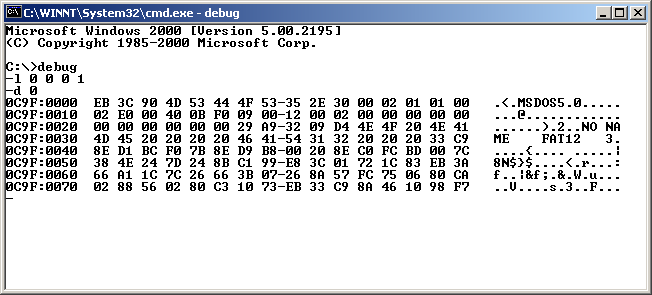 C:\WINNT\System32\cmd.exe - debug
Microsoft Windows 2000 [Version 5.00.2195]
(C) Copyright 1985-2000 Microsoft Corp.
C:\>debug
-l 0 0 0 1
-d 0
0C9F:0000  EB 3C 90 4D 53 44 4F 53-35 2E 30 00 02 01 01 00   .<.MSDOS5.0.....
0C9F:0010  02 E0 00 40 0B F0 09 00-12 00 02 00 00 00 00 00   ...@............
0C9F:0020  00 00 00 00 00 00 29 A9-32 09 D4 4E 4F 20 4E 41   ......).2..NO NA
0C9F:0030  4D 45 20 20 20 20 46 41-54 31 32 20 20 20 33 C9   ME    FAT12   3.
0C9F:0040  8E D1 BC F0 7B 8E D9 B8-00 20 8E C0 FC BD 00 7C   ....{.... .....|
0C9F:0050  38 4E 24 7D 24 8B C1 99-E8 3C 01 72 1C 83 EB 3A   8N$}$....<.r...:
0C9F:0060  66 A1 1C 7C 26 66 3B 07-26 8A 57 FC 75 06 80 CA   f..|&f;.&.W.u...
0C9F:0070  02 88 56 02 80 C3 10 73-EB 33 C9 8A 46 10 98 F7   ..V....s.3..F...
-